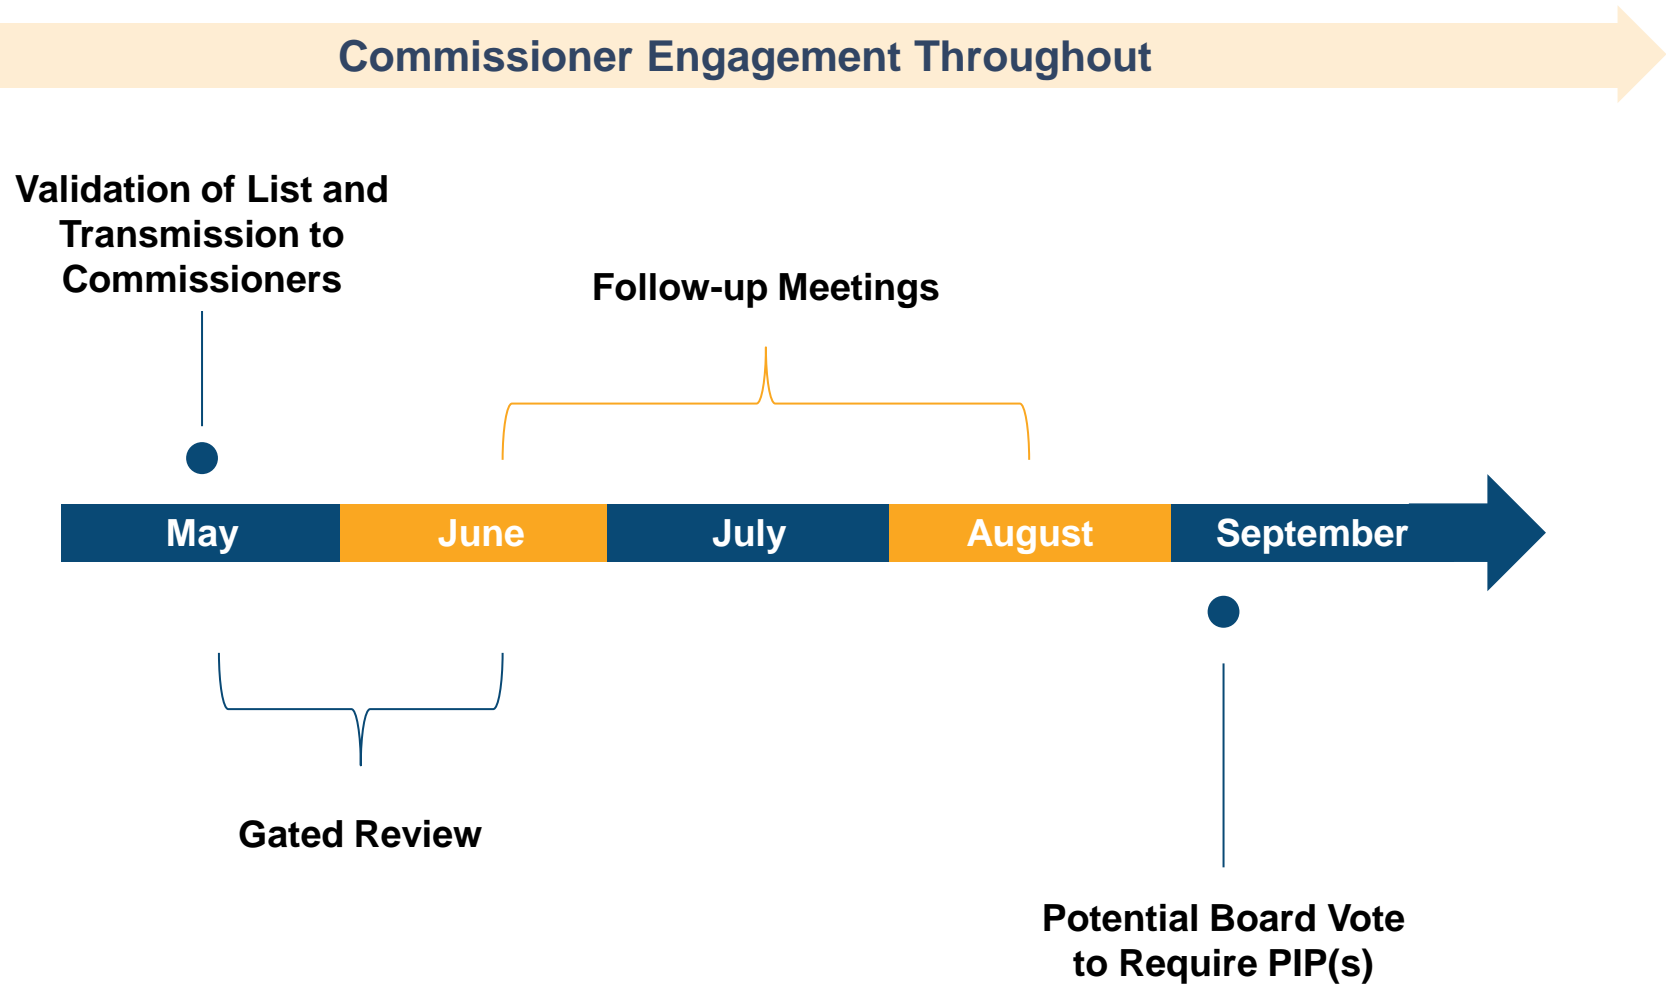 Commissioner Engagement Throughout
Validation of List and
Transmission to
Commissioners
Follow-up Meetings
May
June
July
August
September
Gated Review
Potential Board Vote
to Require PIP(s)